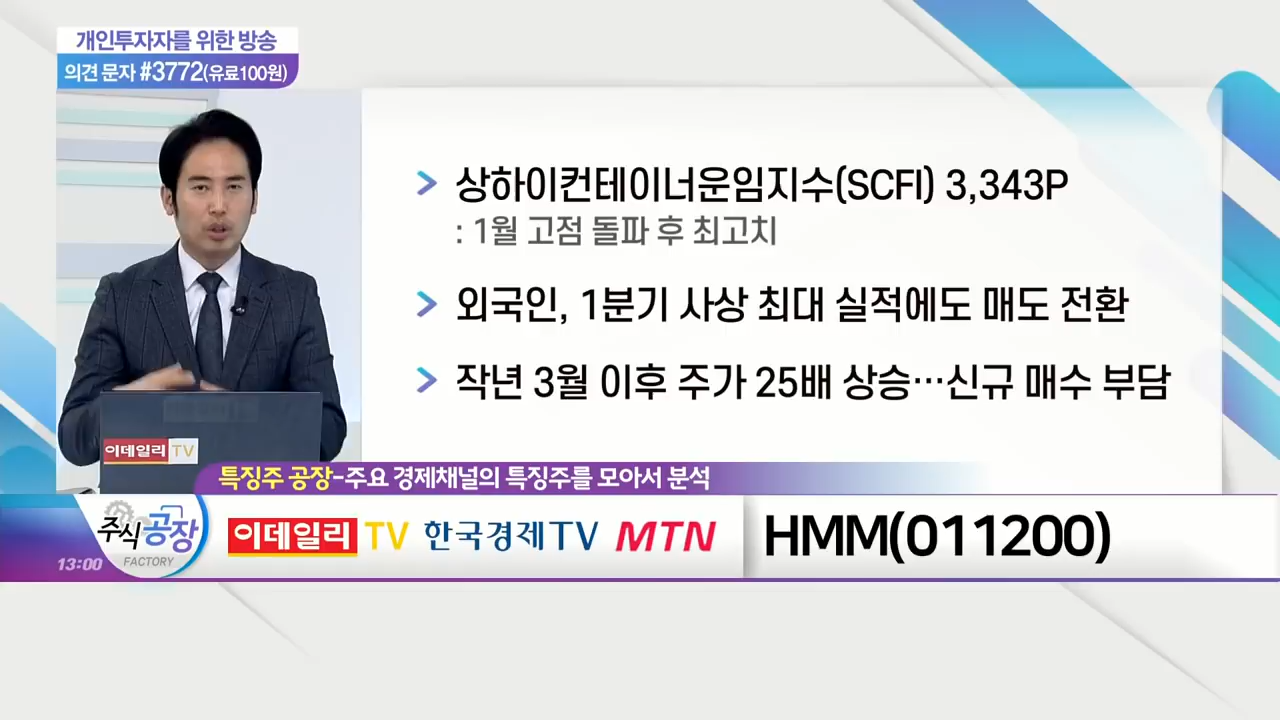 개인투자자를 위한 방송
의견 문자 #3772(유료100원)
상하이컨테이너운임지수(SCFI) 3,343P
: 1월 고점 돌파 후 최고치
외국인, 1분기 사상 최대 실적에도 매도 전환
작년 3월 이후 주가 25배 상승…신규 매수 부담
이데일리 TV
특징주 공장-주요 경제채널의 특징주를 모아서 분석
주식공장
FACTORY
13:00
이데일리 TV 한국경제TV MTN
HMM(011200)